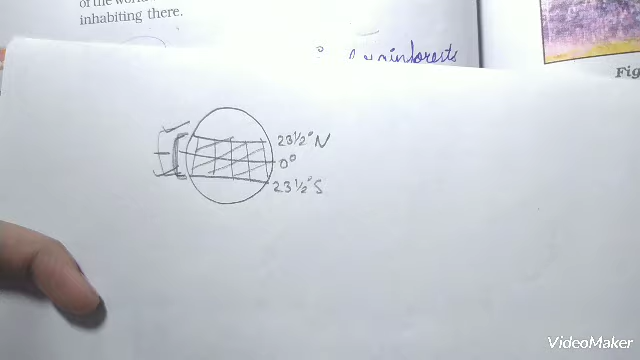 of the world
inhabiting there.
rainforests
Fig
23½° N
0°
23½° S
VideoMaker